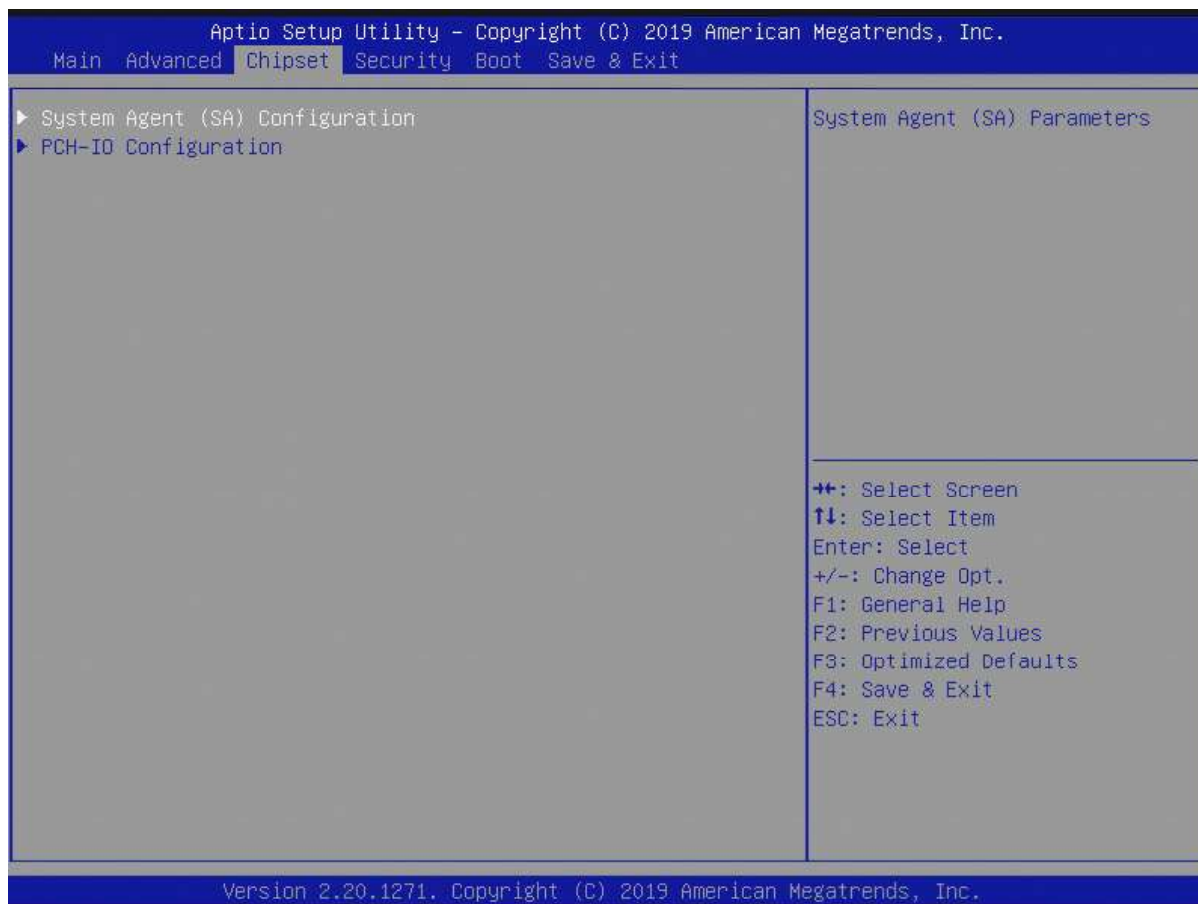 Aptio Setup Utility – Copyright (C) 2019 American Megatrends, Inc.
Main Advanced Chipset Security Boot Save & Exit
▶ System Agent (SA) Configuration
▶ PCH-IO Configuration
System Agent (SA) Parameters
→←: Select Screen
↑↓: Select Item
Enter: Select
+/-: Change Opt.
F1: General Help
F2: Previous Values
F3: Optimized Defaults
F4: Save & Exit
ESC: Exit
Version 2.20.1271. Copyright (C) 2019 American Megatrends, Inc.